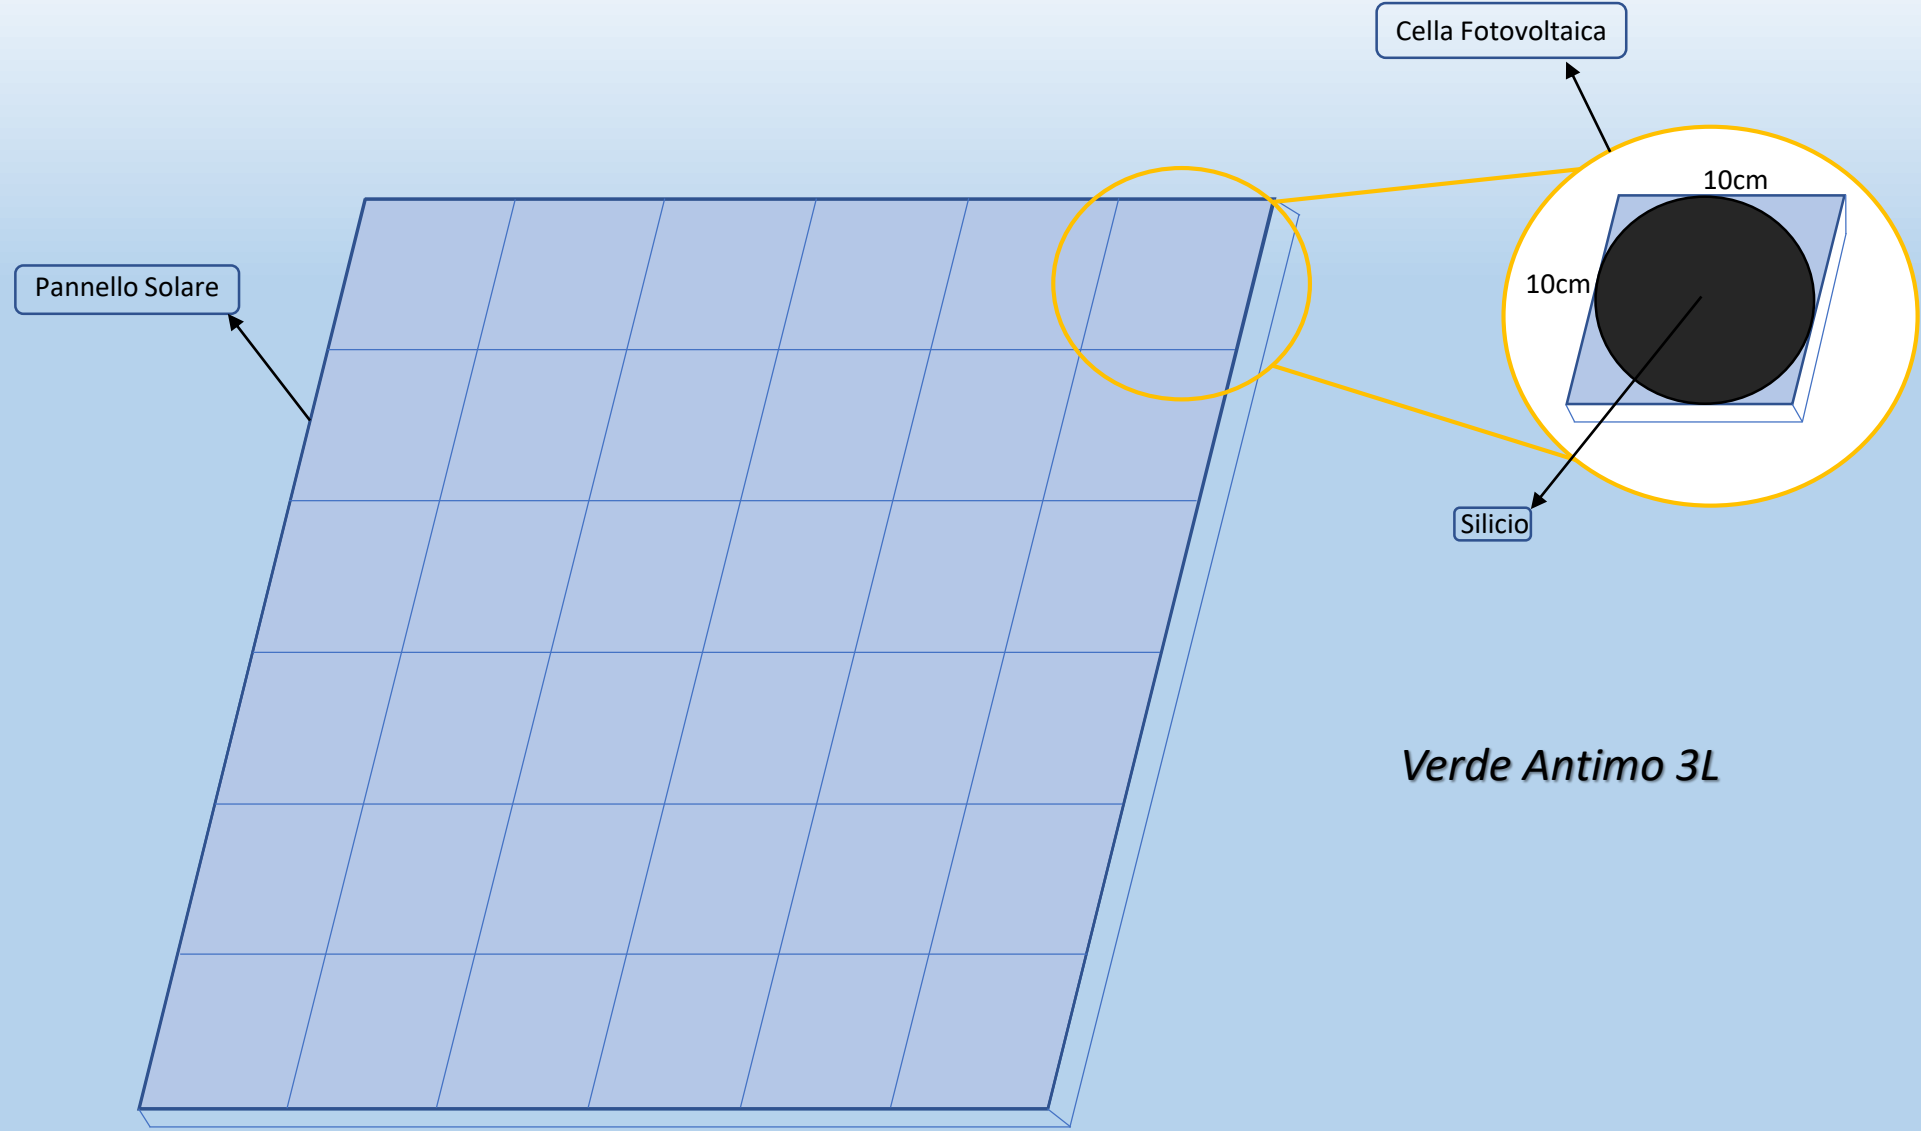 Cella Fotovoltaica
10cm
Pannello Solare
10cm
Silicio
Verde Antimo 3L